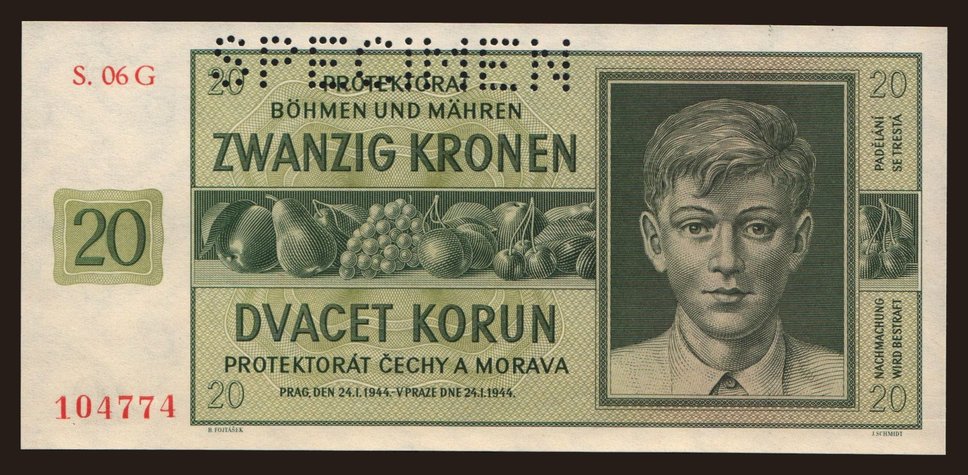 SPECIMEN
S. 06 G
20
PROTEKTORAT
20
BÖHMEN UND MÄHREN
ZWANZIG KRONEN
PADĚLÁNÍ
SE TRESTÁ
20
DVACET KORUN
PROTEKTORÁT ČECHY A MORAVA
NACHMACHUNG
WIRD BESTRAFT
PRAG, DEN 24.I.1944.-V PRAZE DNE 24.I.1944.
104774
20
20
B. FOJTÁŠEK
J. SCHMIDT